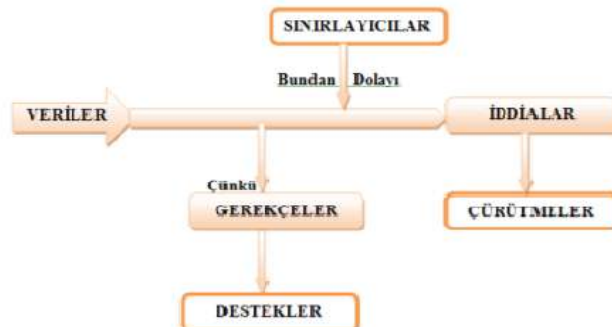 SINIRLAYICILAR
Bundan Dolayı
VERİLER
İDDİALAR
Çünkü
GEREKÇELER
ÇÜRÜTMELER
DESTEKLER